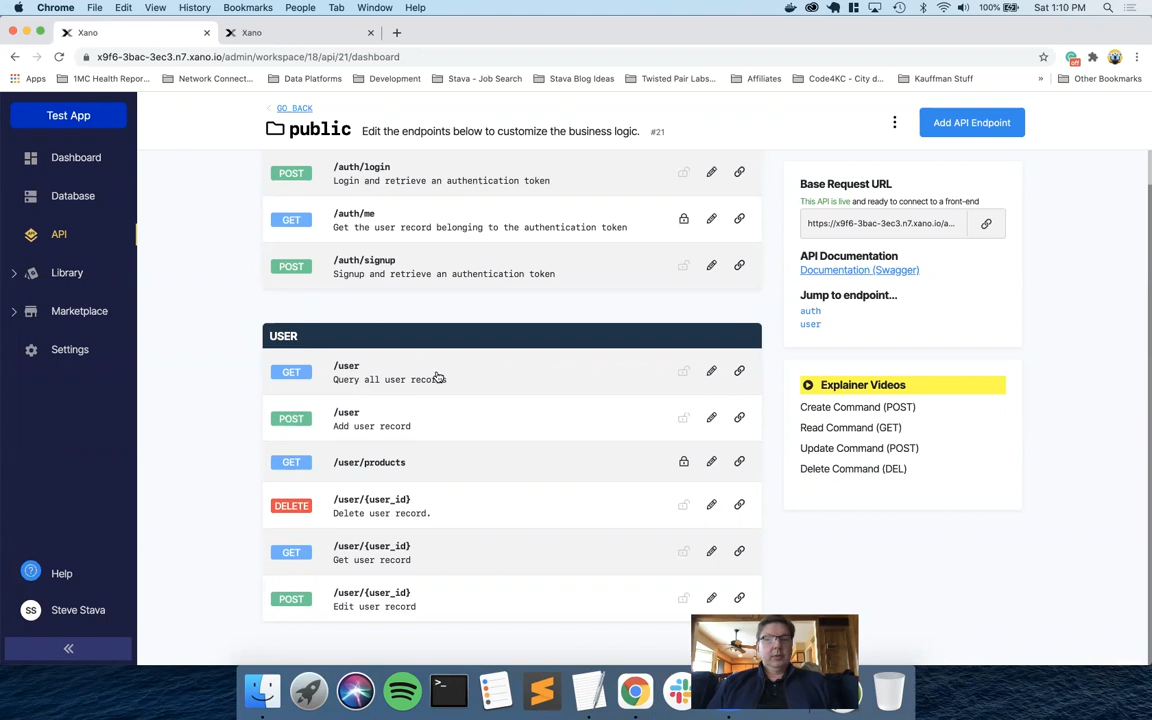 Chrome File Edit View History Bookmarks People Tab Window Help 100% Sat 1:10 PM
Xano Xano
x9f6-3bac-3ec3.n7.xano.io/admin/workspace/18/api/21/dashboard
Apps 1MC Health Repor... Network Connect... Data Platforms Development Stava - Job Search Stava Blog Ideas Twisted Pair Labs... Affiliates Code4KC - City d... Kauffman Stuff » Other Bookmarks
Test App
Dashboard
Database
API
Library
Marketplace
Settings
Help
SS Steve Stava
GO BACK
public Edit the endpoints below to customize the business logic. #21
Add API Endpoint
POST /auth/login
Login and retrieve an authentication token
GET /auth/me
Get the user record belonging to the authentication token
POST /auth/signup
Signup and retrieve an authentication token
USER
GET /user
Query all user records
POST /user
Add user record
GET /user/products
DELETE /user/{user_id}
Delete user record.
GET /user/{user_id}
Get user record
POST /user/{user_id}
Edit user record
Base Request URL
This API is live and ready to connect to a front-end
https://x9f6-3bac-3ec3.n7.xano.io/a...
API Documentation
Documentation (Swagger)
Jump to endpoint...
auth
user
Explainer Videos
Create Command (POST)
Read Command (GET)
Update Command (POST)
Delete Command (DEL)